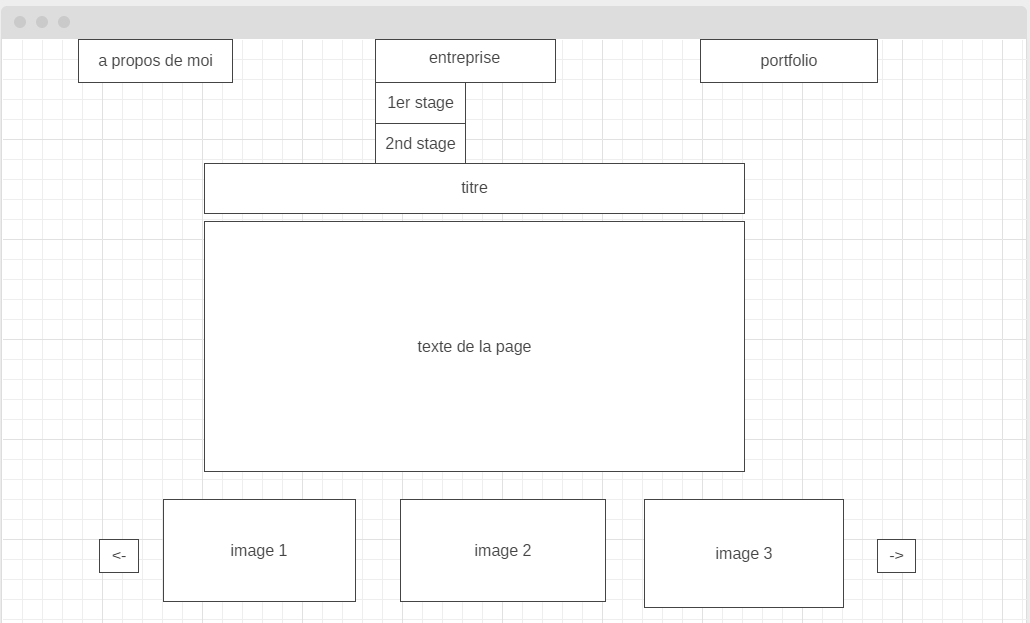 a propos de moi
entreprise
portfolio
1er stage
2nd stage
titre
texte de la page
<-
image 1
image 2
image 3
->